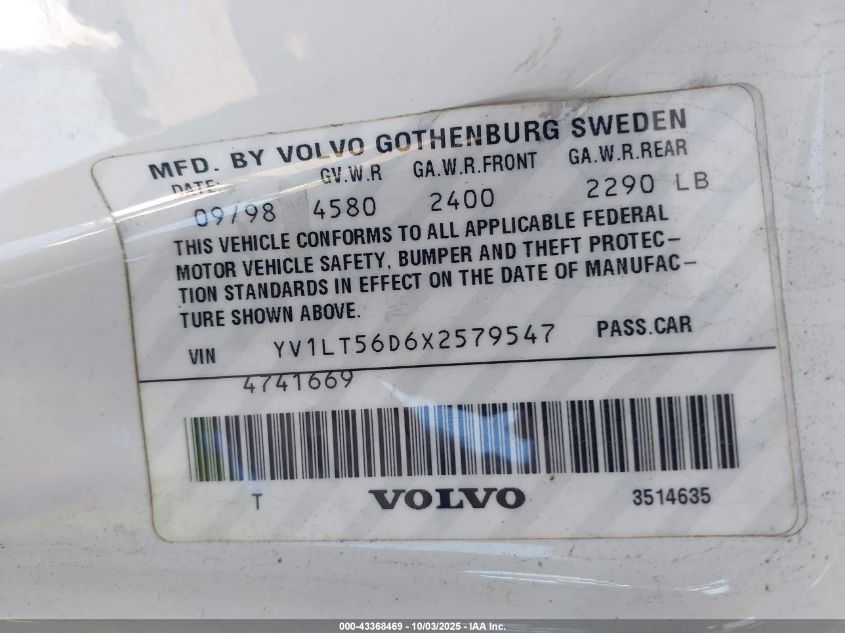 MFD. BY VOLVO GOTHENBURG SWEDEN
DATE: GV.W.R GA.W.R.FRONT GA.W.R.REAR
09/98 4580 2400 2290 LB
THIS VEHICLE CONFORMS TO ALL APPLICABLE FEDERAL
MOTOR VEHICLE SAFETY, BUMPER AND THEFT PROTEC–
TION STANDARDS IN EFFECT ON THE DATE OF MANUFAC–
TURE SHOWN ABOVE.
VIN YV1LT56D6X2579547 PASS.CAR
4741669
T VOLVO 3514635
000-43368469 - 10/03/2025 - IAA Inc.